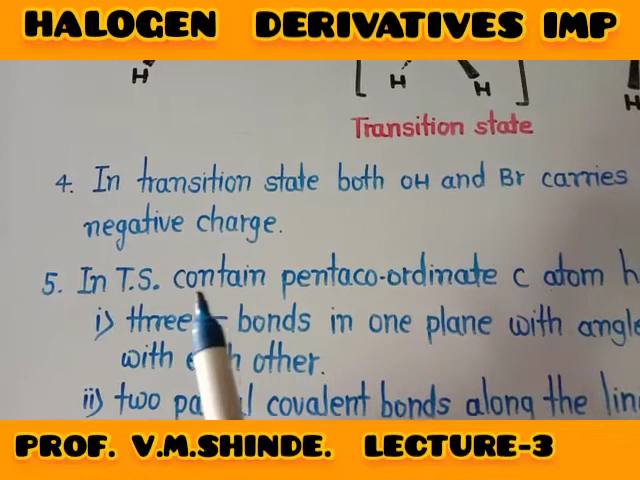 HALOGEN DERIVATIVES IMP
H
H
H
H
Transition state
4. In transition state both OH and Br carries
negative charge.
5. In T.S. contain pentaco-ordinate C atom h
i) three - bonds in one plane with angle
with each other.
ii) two partial covalent bonds along the lin
PROF. V.M.SHINDE. LECTURE-3